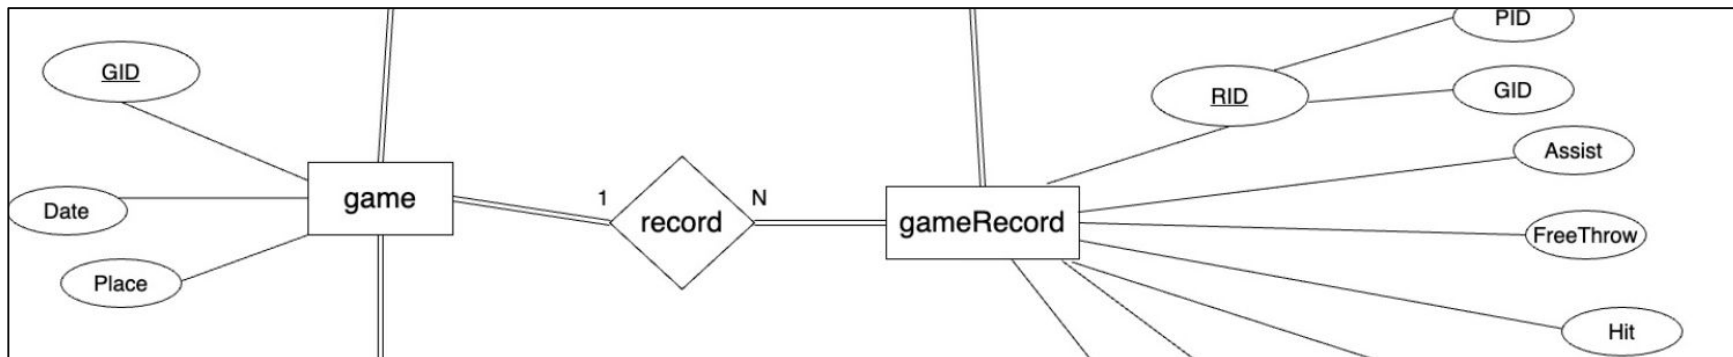 PID
GID
RID
GID
Assist
game
1
record
N
gameRecord
Date
FreeThrow
Place
Hit